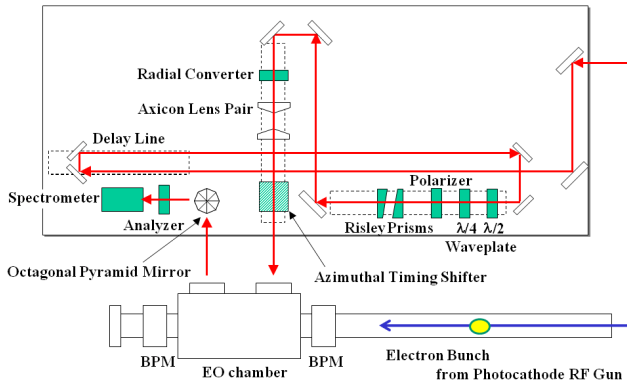 Radial Converter
Axicon Lens Pair
Delay Line
Polarizer
Spectrometer
Analyzer
Risley Prisms
λ/4 λ/2
Waveplate
Octagonal Pyramid Mirror
Azimuthal Timing Shifter
BPM
EO chamber
BPM
Electron Bunch
from Photocathode RF Gun